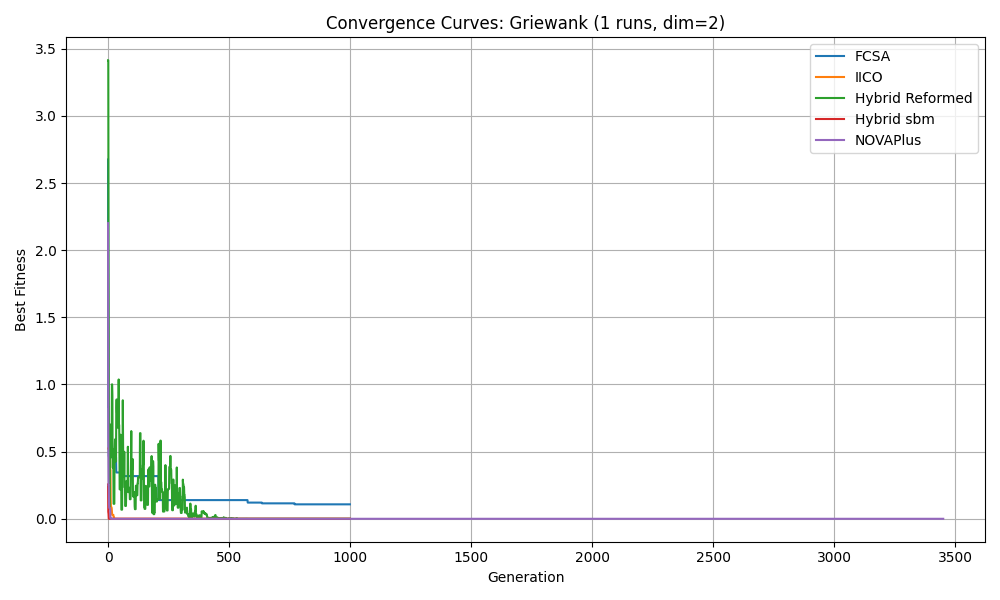 Convergence Curves: Griewank (1 runs, dim=2)
FCSA
IICO
Hybrid Reformed
Hybrid sbm
NOVAPlus
Best Fitness
3.5
3.0
2.5
2.0
1.5
1.0
0.5
0.0
0 500 1000 1500 2000 2500 3000 3500
Generation